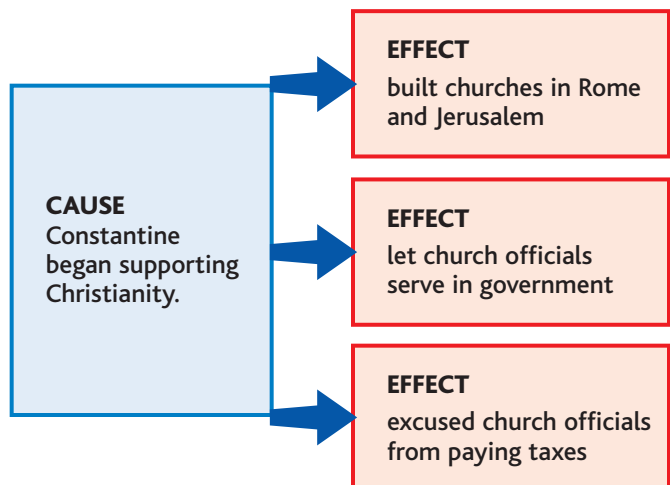 CAUSE
Constantine
began supporting
Christianity.
EFFECT
built churches in Rome
and Jerusalem
EFFECT
let church officials
serve in government
EFFECT
excused church officials
from paying taxes